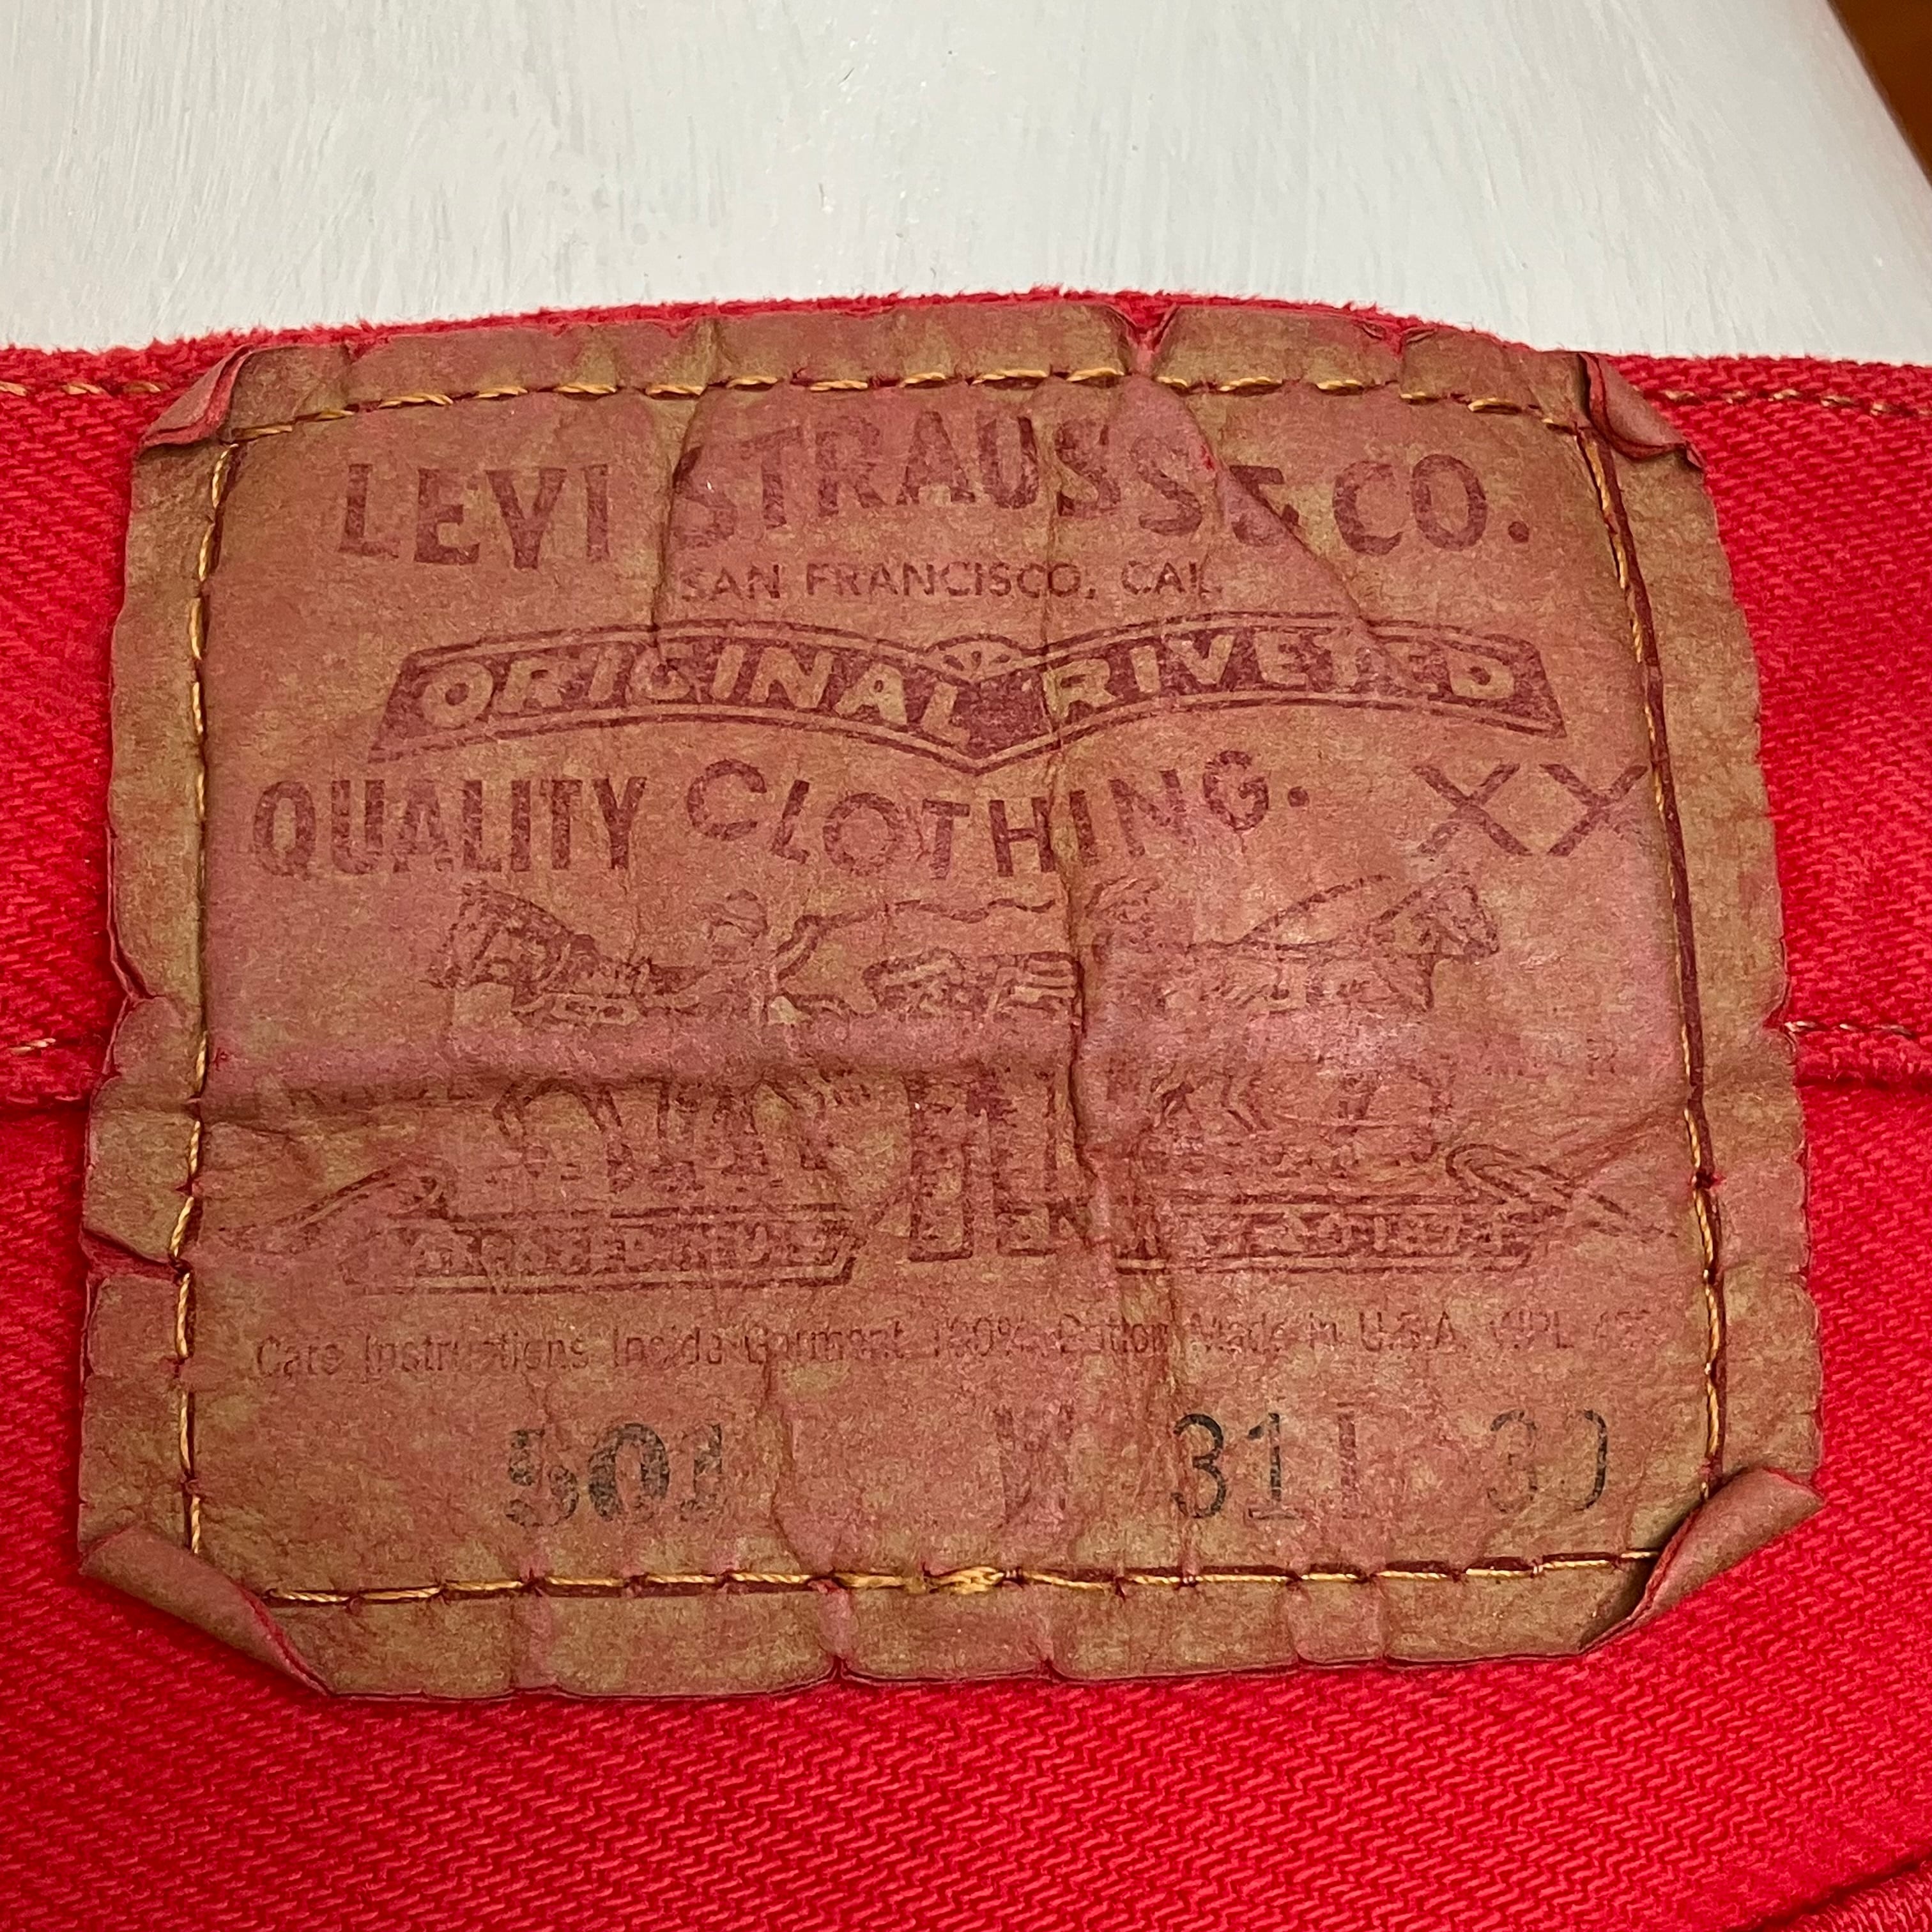 LEVI STRAUSS & CO.
SAN FRANCISCO, CAL.
ORIGINAL RIVETED
QUALITY CLOTHING. XX
Care Instructions Inside Garment 100% Cotton Made in U.S.A. WPL
501 W 31 L 30